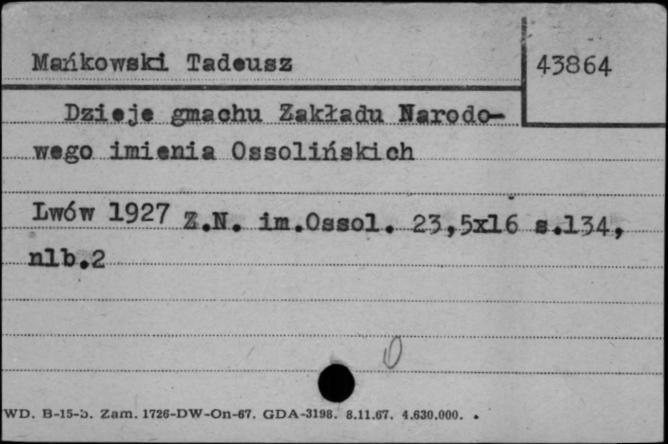 Mańkowski Tadeusz
43864
Dzieje gmachu Zakładu Narodo-
wego imienia Ossolińskich
Lwów 1927 Z.N. im.Ossol. 23,5x16 s.134,
nlb.2
WD. B-15-b. Zam. 1726-DW-On-67. GDA-3198. 8.11.67. 4.630.000.